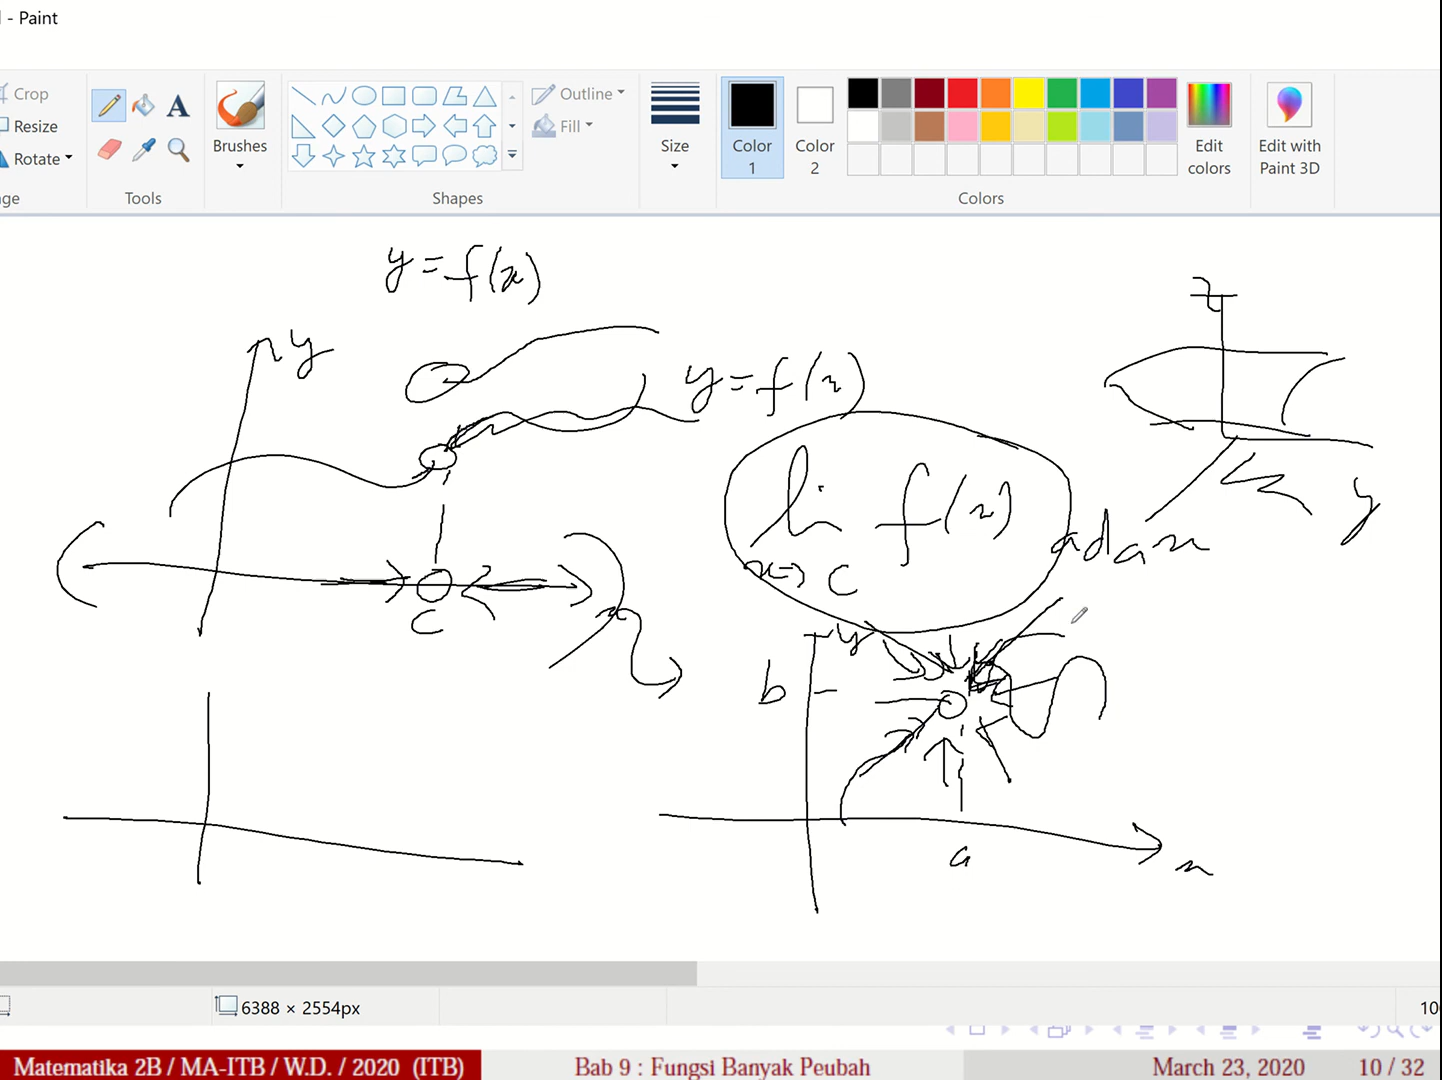 - Paint
Crop
Resize
Rotate
ge
Tools
Brushes
Shapes
Outline
Fill
Size
Color 1
Color 2
Colors
Edit colors
Edit with Paint 3D
y = f(x)
y
y = f(x)
z
y
lim f(x)
x→ c
adax
c
y
b
a
x
6388 × 2554px
10
Matematika 2B / MA-ITB / W.D. / 2020 (ITB)
Bab 9 : Fungsi Banyak Peubah
March 23, 2020
10 / 32